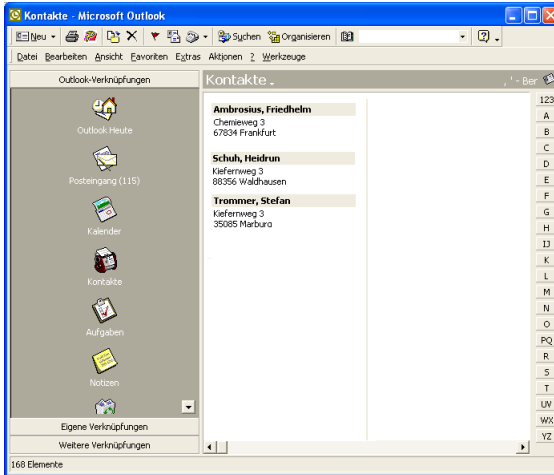 Kontakte - Microsoft Outlook
Neu Suchen Organisieren
Datei Bearbeiten Ansicht Favoriten Extras Aktionen ? Werkzeuge
Outlook-Verknüpfungen
Kontakte . , ' - Ber
Outlook Heute
Posteingang (115)
Kalender
Kontakte
Aufgaben
Notizen
Eigene Verknüpfungen
Weitere Verknüpfungen
Ambrosius, Friedhelm
Chemieweg 3
67834 Frankfurt
Schuh, Heidrun
Kiefernweg 3
88356 Waldhausen
Trommer, Stefan
Kiefernweg 3
35085 Marburg
123
A
B
C
D
E
F
G
H
IJ
K
L
M
N
O
PQ
R
S
T
UV
WX
YZ
168 Elemente